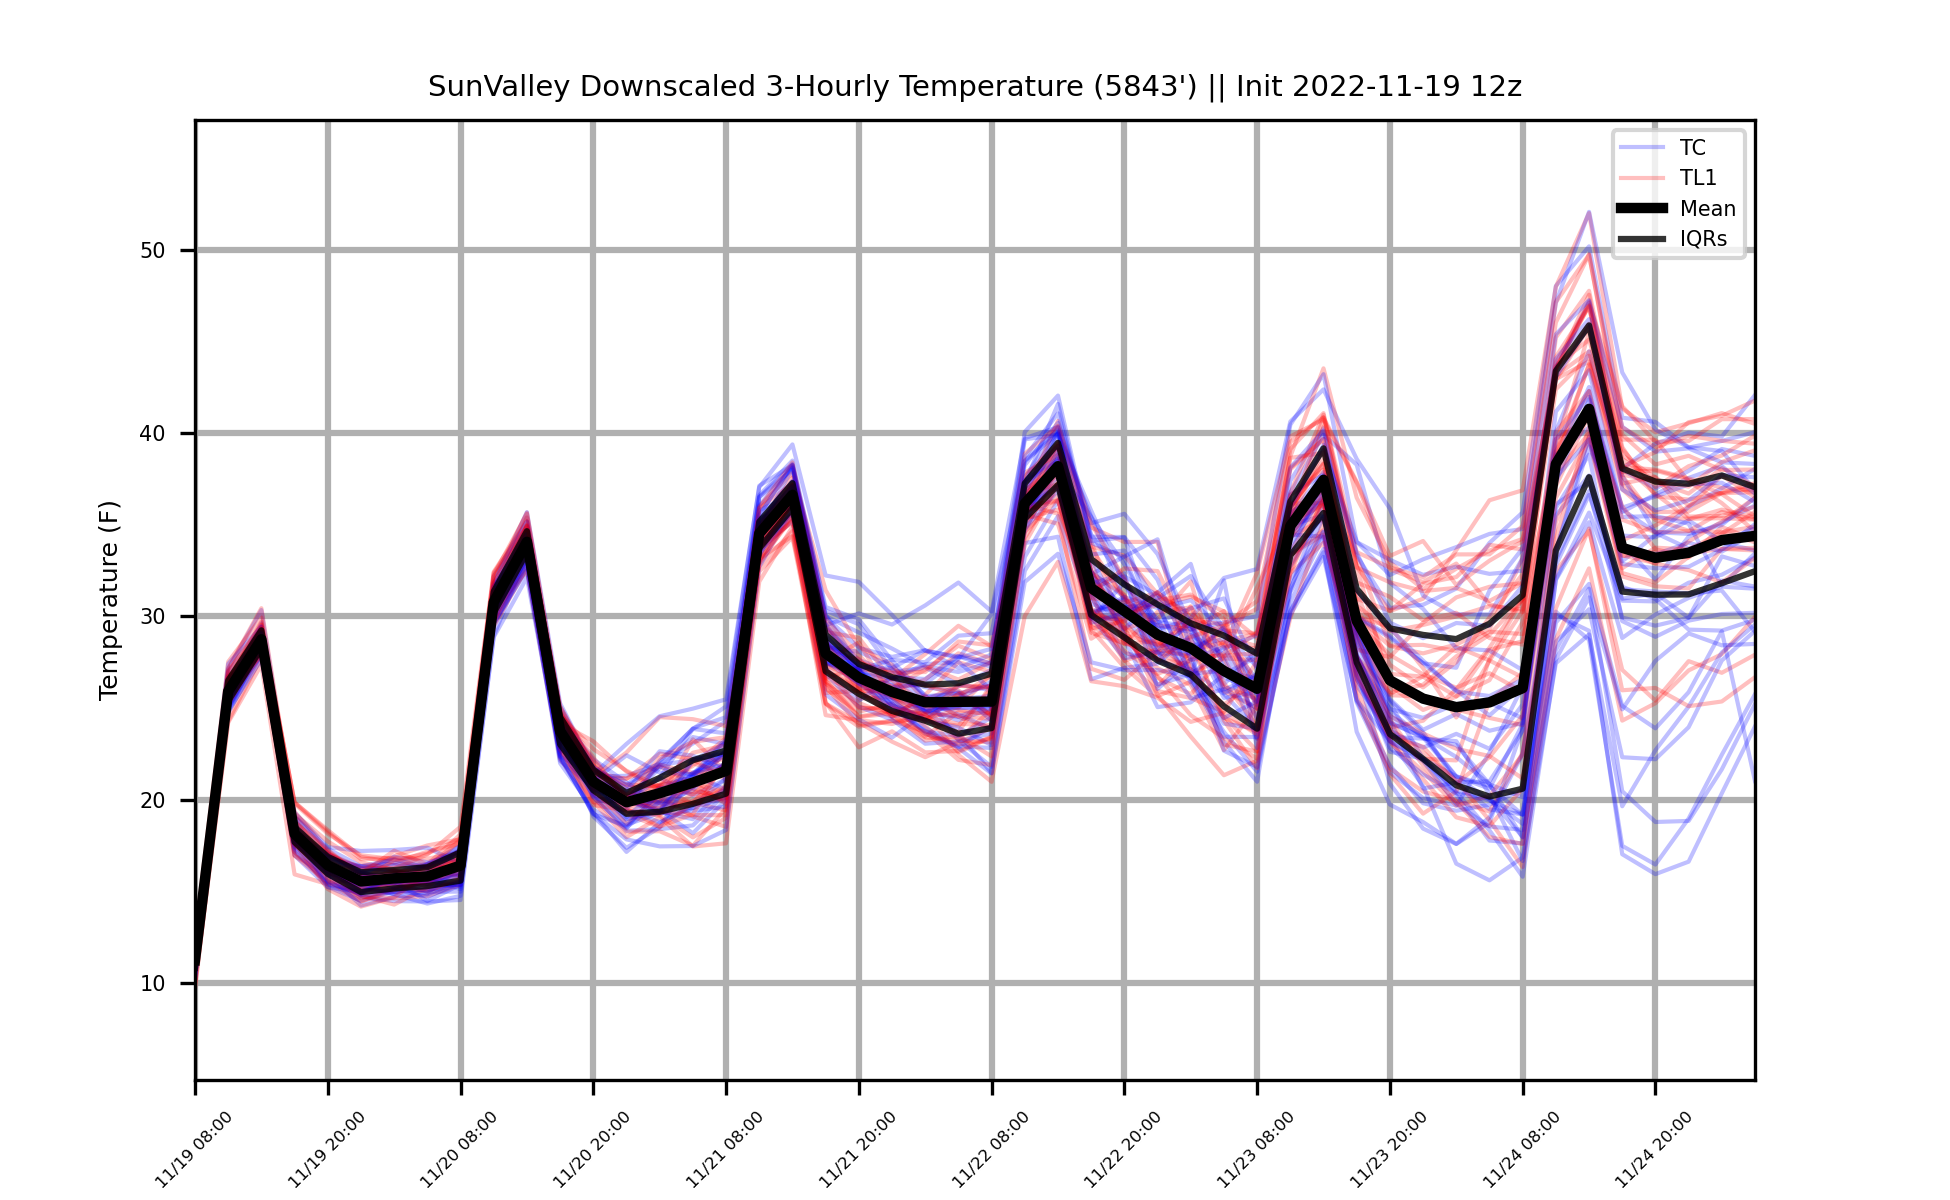 SunValley Downscaled 3-Hourly Temperature (5843') || Init 2022-11-19 12z
TC
TL1
Mean
IQRs
Temperature (F)
50
40
30
20
10
11/19 08:00
11/19 20:00
11/20 08:00
11/20 20:00
11/21 08:00
11/21 20:00
11/22 08:00
11/22 20:00
11/23 08:00
11/23 20:00
11/24 08:00
11/24 20:00